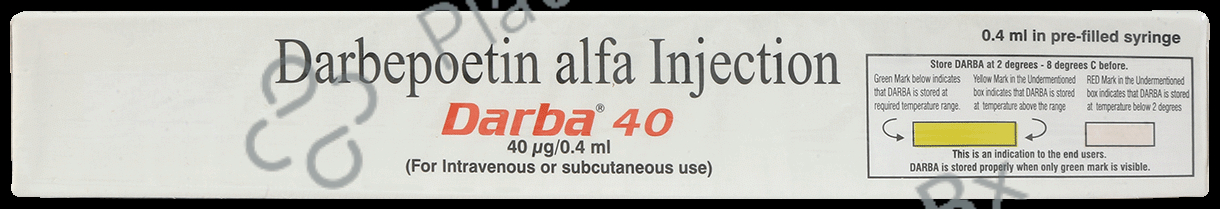 Darbepoetin alfa Injection
Darba® 40
40 µg/0.4 ml
(For Intravenous or subcutaneous use)
0.4 ml in pre-filled syringe
Store DARBA at 2 degrees - 8 degrees C before.
Green Mark below indicates
that DARBA is stored at
required temperature range.
Yellow Mark in the Undermentioned
box indicates that DARBA is stored
at temperature above the range
RED Mark in the Undermentioned
box indicates that DARBA is stored
at temperature below 2 degrees
This is an indication to the end users.
DARBA is stored properly when only green mark is visible.
Rx